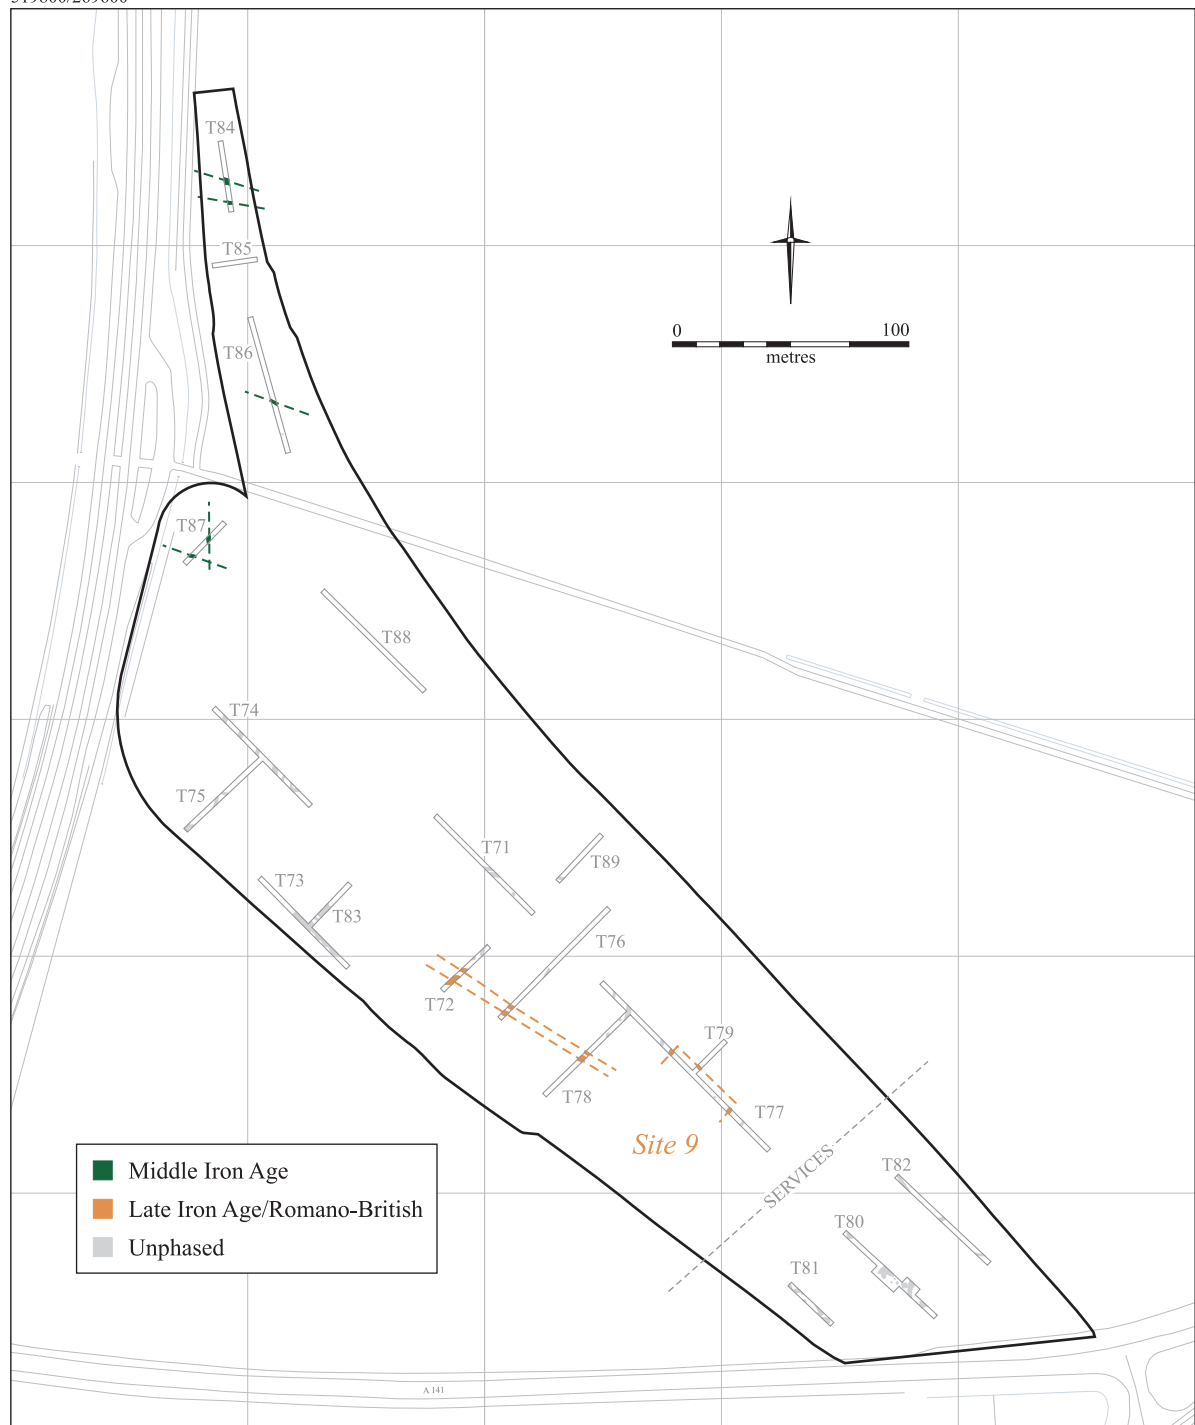 T84
T85
0 100
metres
T86
T87
T88
T74
T75
T71
T89
T73
T83
T76
T72
T79
T78
T77
Site 9
SERVICES
T82
T80
T81
Middle Iron Age
Late Iron Age/Romano-British
Unphased
A 141